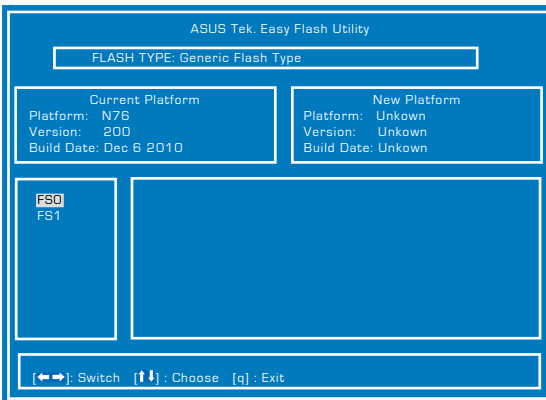 ASUS Tek. Easy Flash Utility
FLASH TYPE: Generic Flash Type
Current Platform
Platform: N76
Version: 200
Build Date: Dec 6 2010
New Platform
Platform: Unkown
Version: Unkown
Build Date: Unkown
FS0
FS1
[←→]: Switch [↑↓] : Choose [q] : Exit